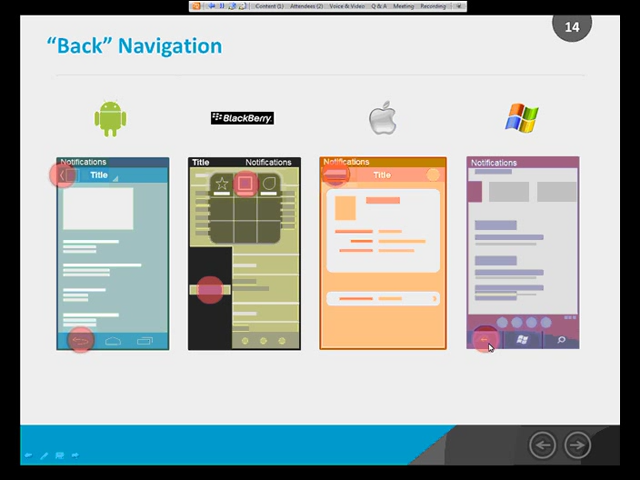 Content (1) Attendees (2) Voice & Video Q & A Meeting Recording
14
“Back” Navigation
BlackBerry
Notifications
Title
Title Notifications
Notifications
Title
Notifications